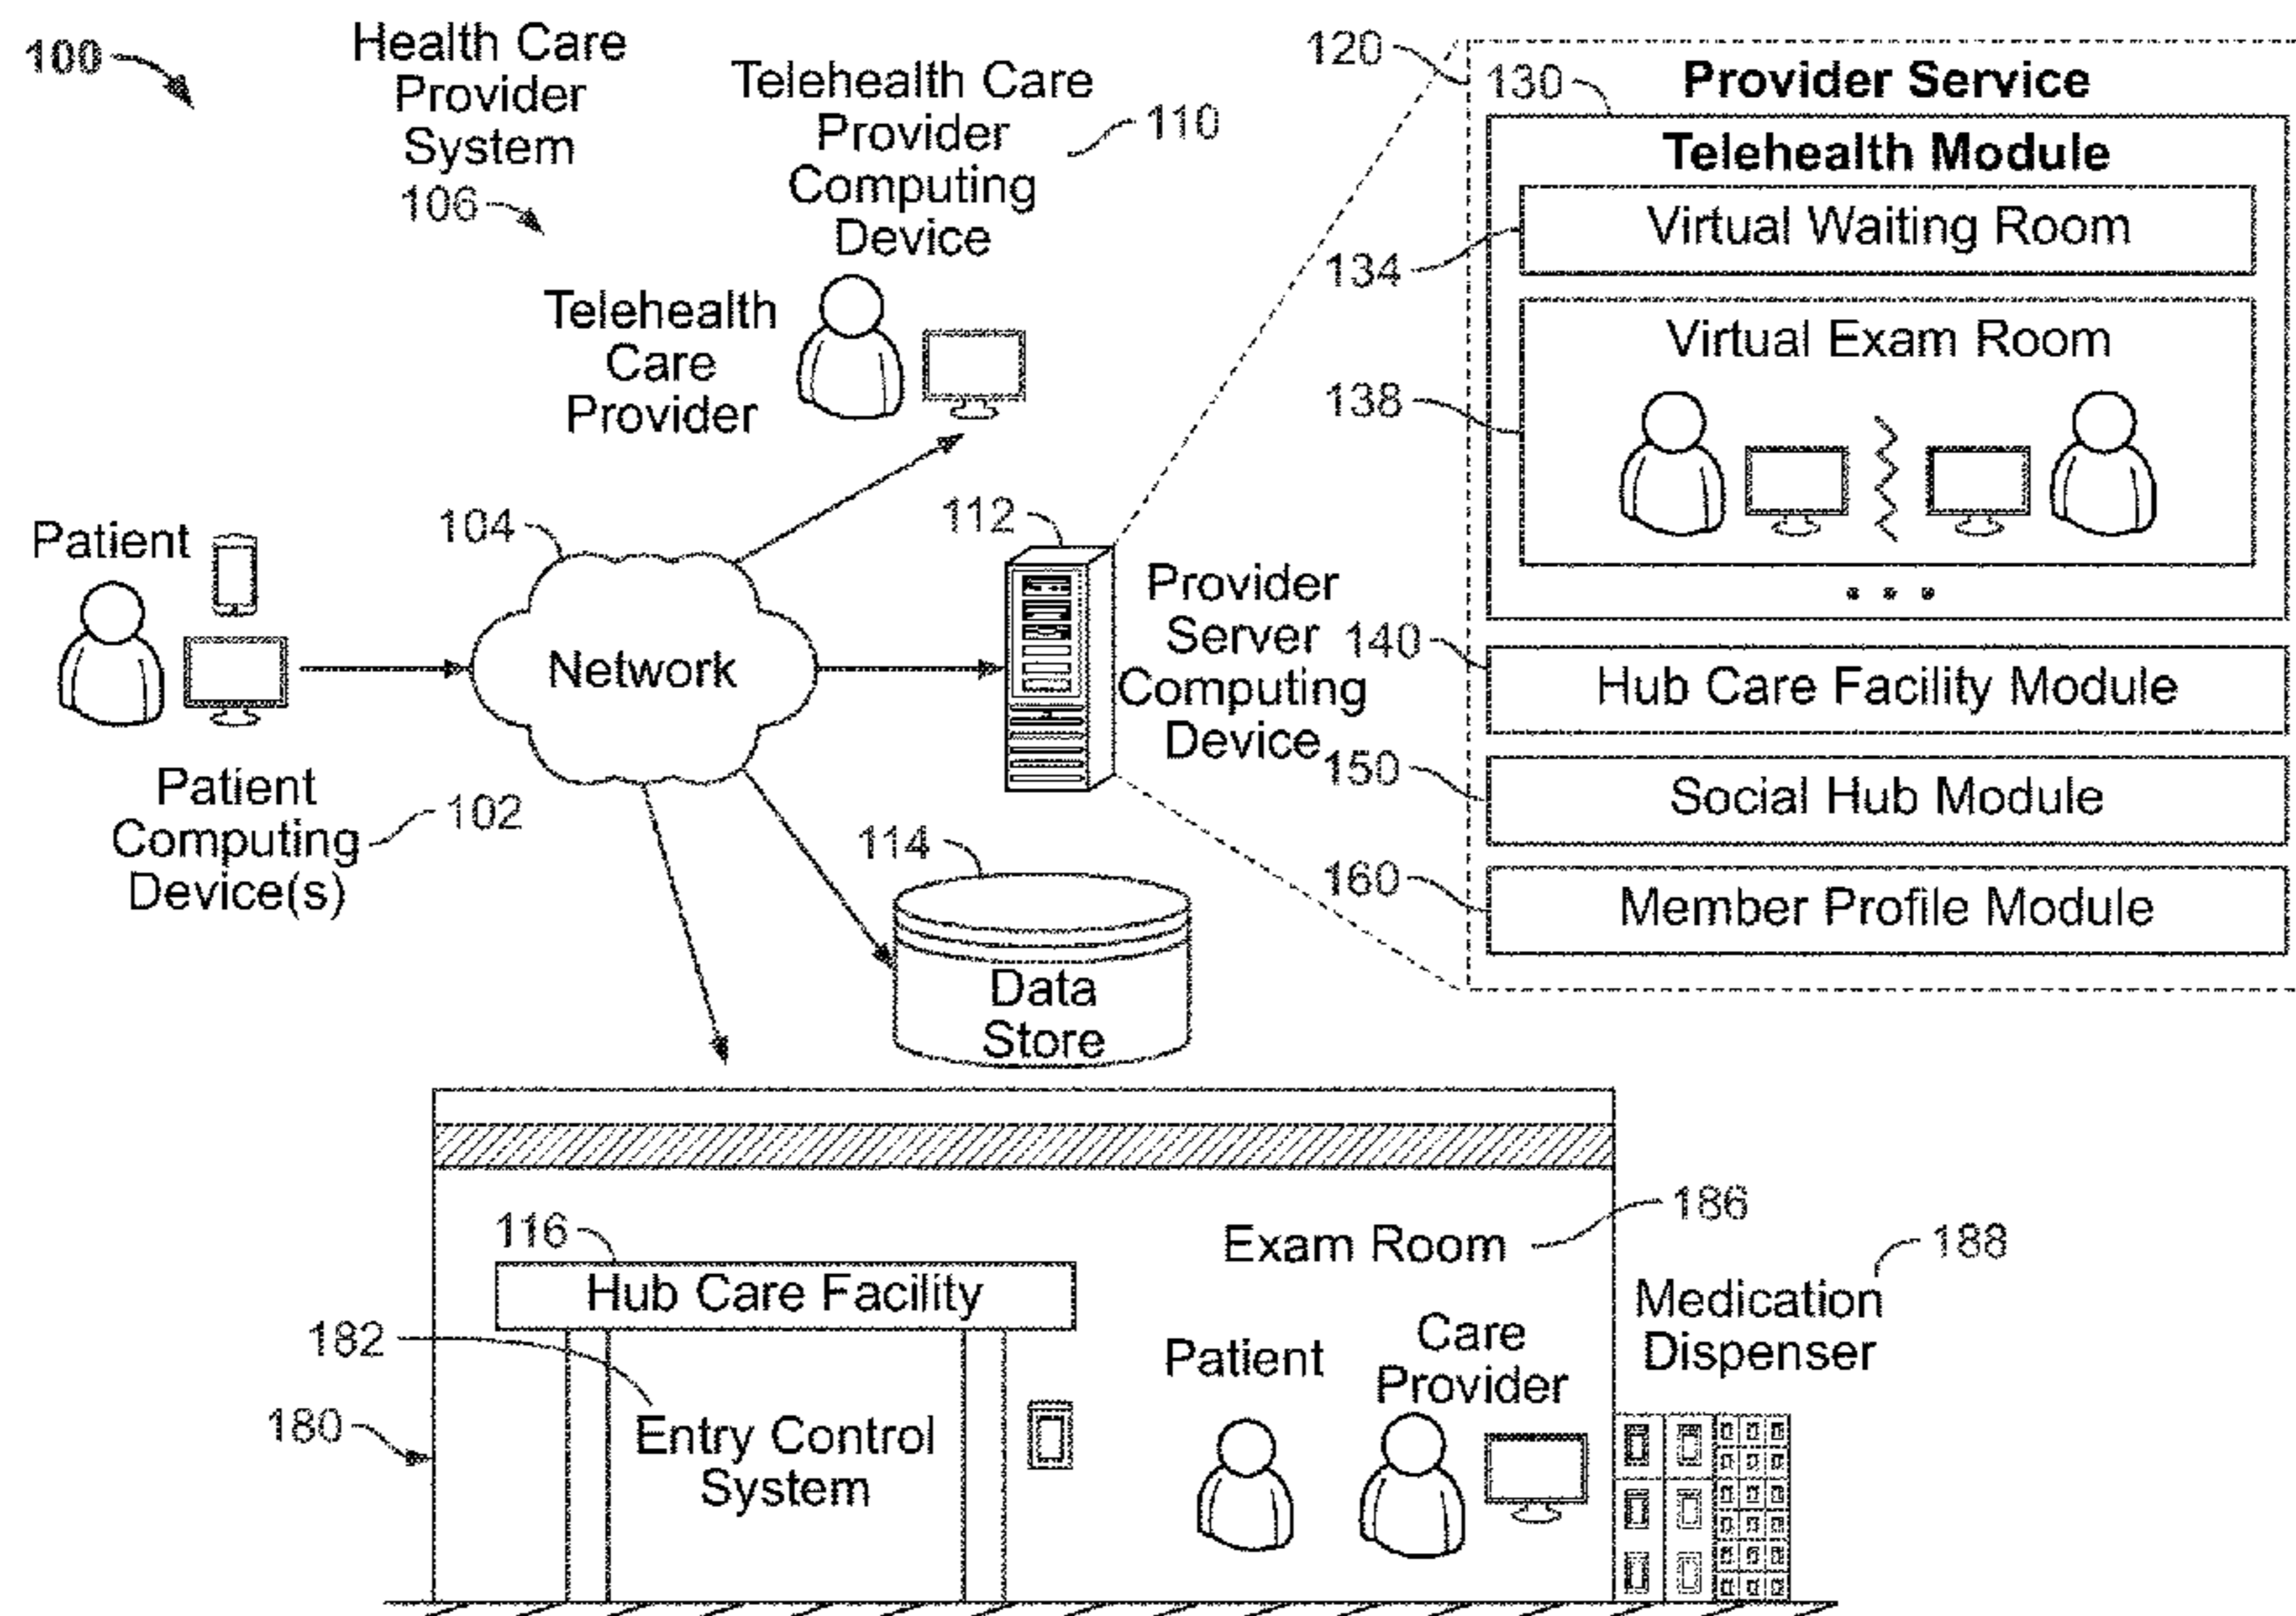 100
Health Care
Provider
System
106
Telehealth Care
Provider
Computing
Device
110
Telehealth
Care
Provider
Patient
Patient
Computing
Device(s)
102
104
Network
112
Provider
Server
Computing
Device
114
Data
Store
120
Provider Service
130
Telehealth Module
134
Virtual Waiting Room
138
Virtual Exam Room
...
140
Hub Care Facility Module
150
Social Hub Module
160
Member Profile Module
116
Hub Care Facility
182
Entry Control
System
180
Exam Room
186
Patient
Care
Provider
188
Medication
Dispenser